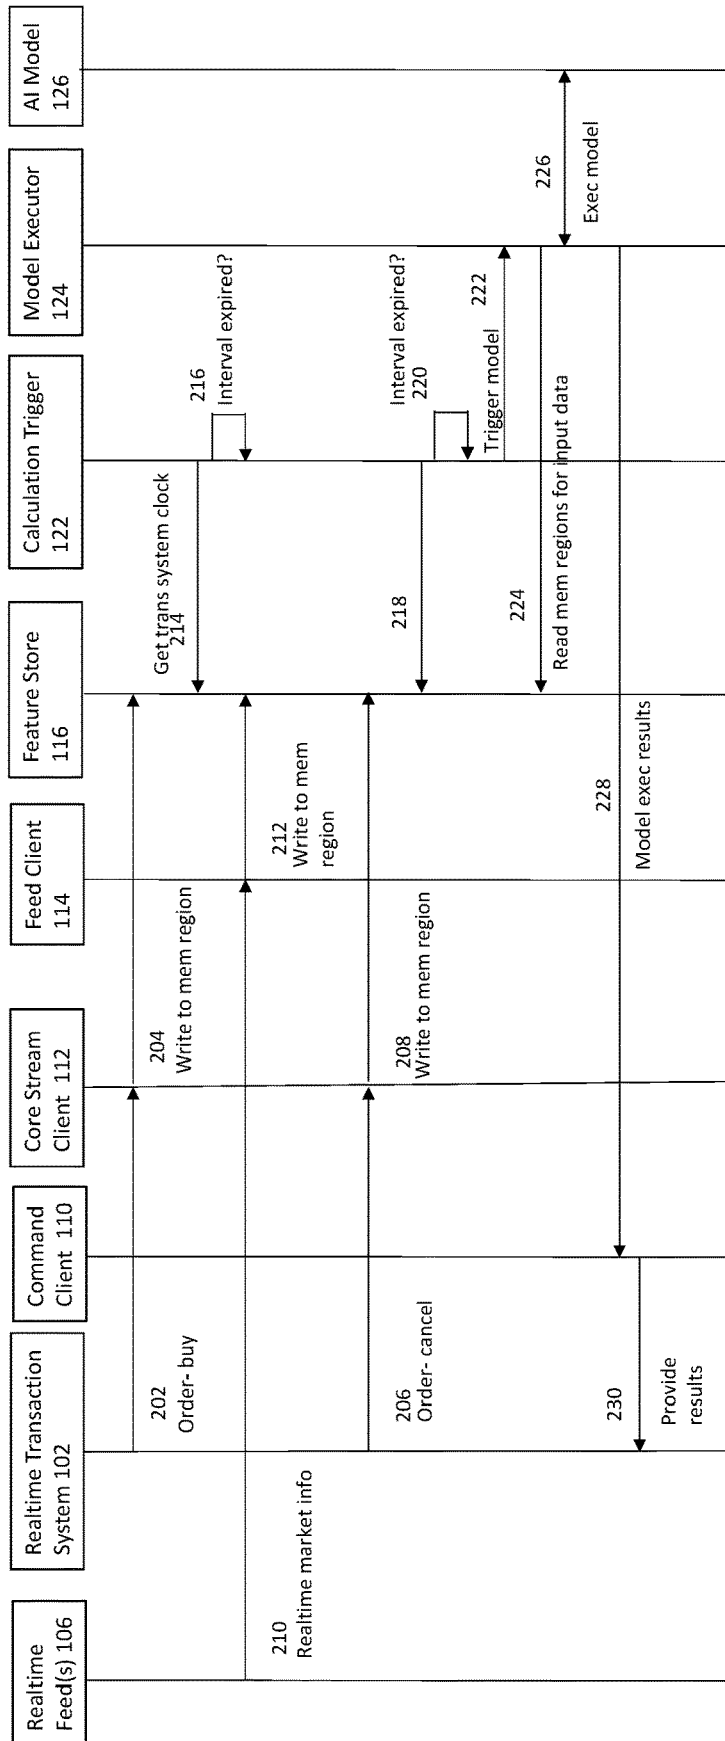 Realtime
Feed(s) 106
Realtime Transaction
System 102
Command
Client 110
Core Stream
Client 112
Feed Client
114
Feature Store
116
Calculation Trigger
122
Model Executor
124
AI Model
126
202
Order- buy
204
Write to mem region
Get trans system clock
214
216
Interval expired?
210
Realtime market info
212
Write to mem
region
206
Order- cancel
208
Write to mem region
218
Interval expired?
220
Trigger model
222
224
Read mem regions for input data
226
Exec model
228
Model exec results
230
Provide
results